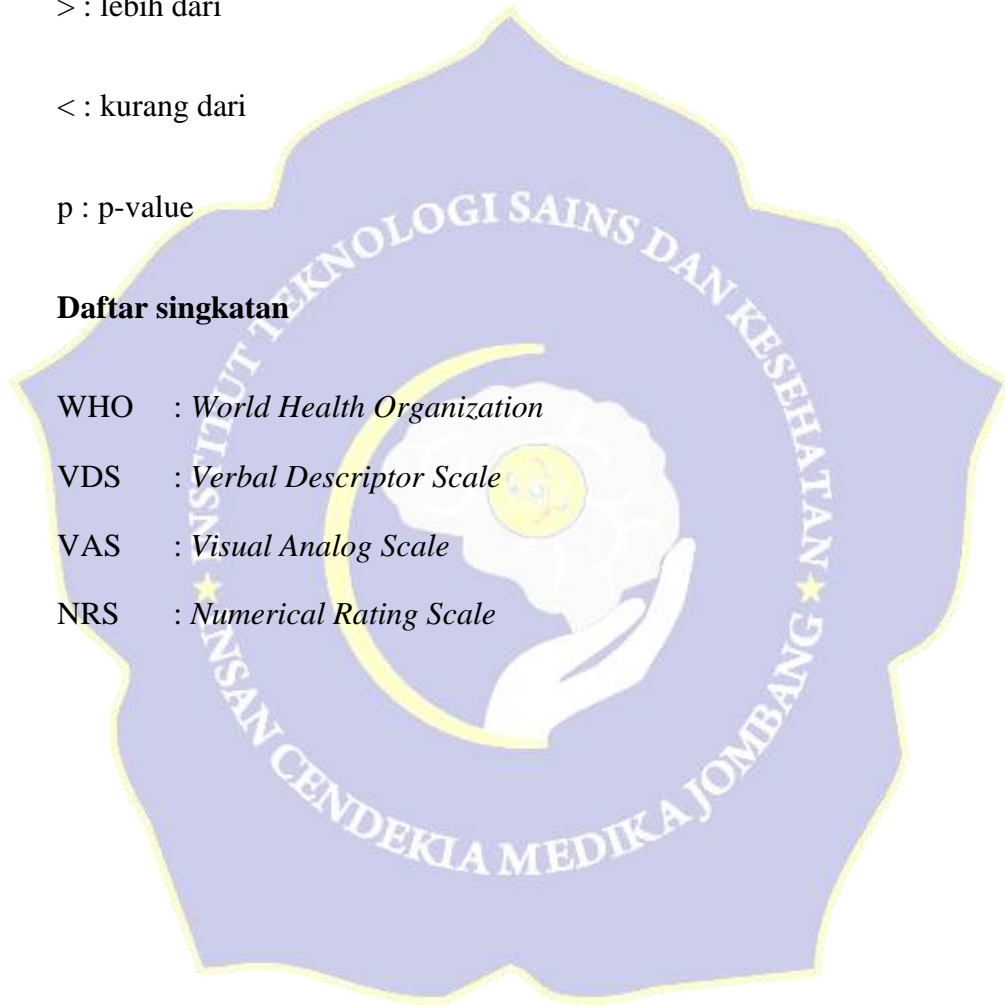 > : lebih dari
< : kurang dari
p : p-value
Daftar singkatan
WHO : World Health Organization
VDS : Verbal Descriptor Scale
VAS : Visual Analog Scale
NRS : Numerical Rating Scale
INSTITUT TEKNOLOGI SAINS DAN KESEHATAN
INSAN CENDEKIA MEDIKA JOMBANG